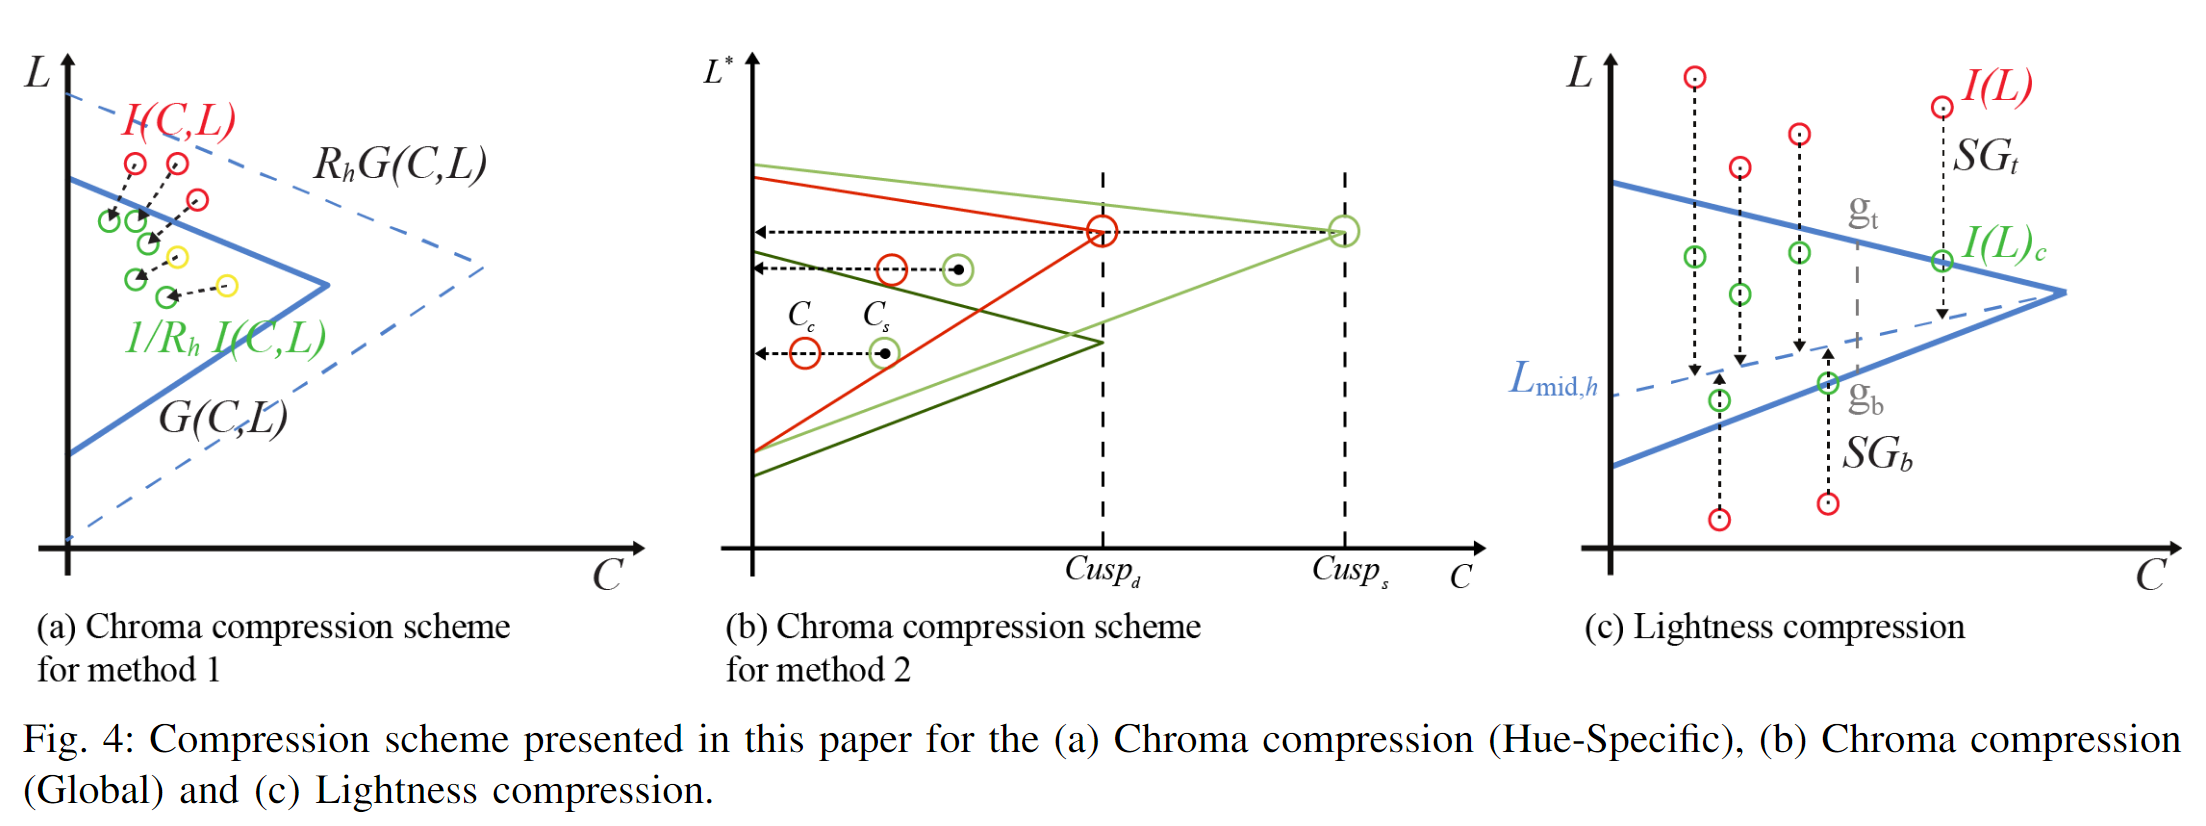 L
I(C,L)
RhG(C,L)
1/Rh I(C,L)
G(C,L)
C
L*
Cc
Cs
Cuspd
Cusps
C
L
I(L)
SGt
gt
I(L)c
Lmid,h
gb
SGb
C
(a) Chroma compression scheme
for method 1
(b) Chroma compression scheme
for method 2
(c) Lightness compression
Fig. 4: Compression scheme presented in this paper for the (a) Chroma compression (Hue-Specific), (b) Chroma compression
(Global) and (c) Lightness compression.